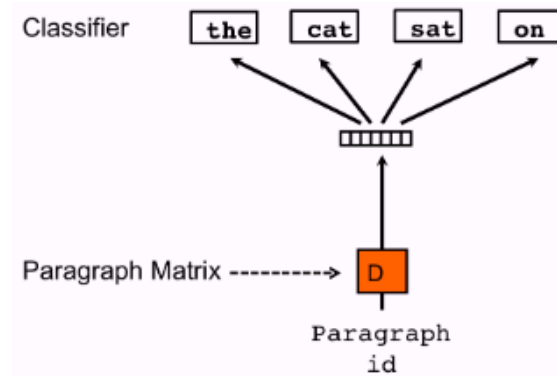 Classifier the cat sat on
Paragraph Matrix D
Paragraph
id